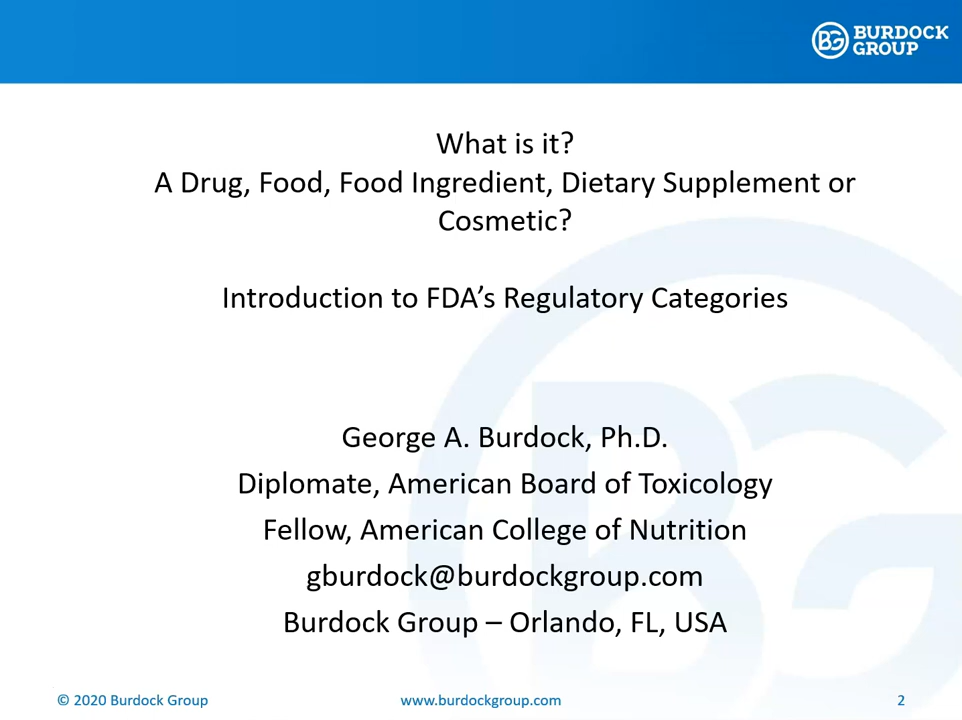 BURDOCK
GROUP
What is it?
A Drug, Food, Food Ingredient, Dietary Supplement or
Cosmetic?
Introduction to FDA’s Regulatory Categories
George A. Burdock, Ph.D.
Diplomate, American Board of Toxicology
Fellow, American College of Nutrition
gburdock@burdockgroup.com
Burdock Group – Orlando, FL, USA
© 2020 Burdock Group
www.burdockgroup.com
2